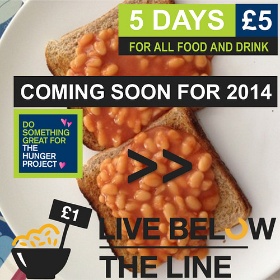 5 DAYS £5
FOR ALL FOOD AND DRINK
COMING SOON FOR 2014
DO
SOMETHING
GREAT FOR
THE
HUNGER
PROJECT
>>
£1
LIVE BELOW
THE LINE